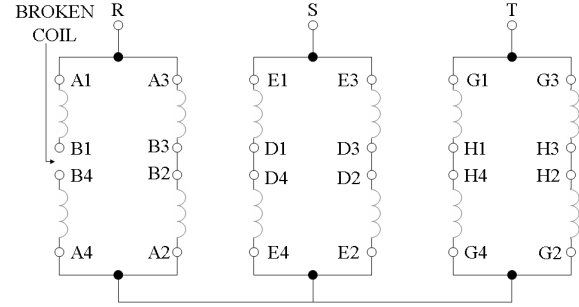 BROKEN COIL R S T
A1 A3 E1 E3 G1 G3
B1 B3 D1 D3 H1 H3
B4 B2 D4 D2 H4 H2
A4 A2 E4 E2 G4 G2